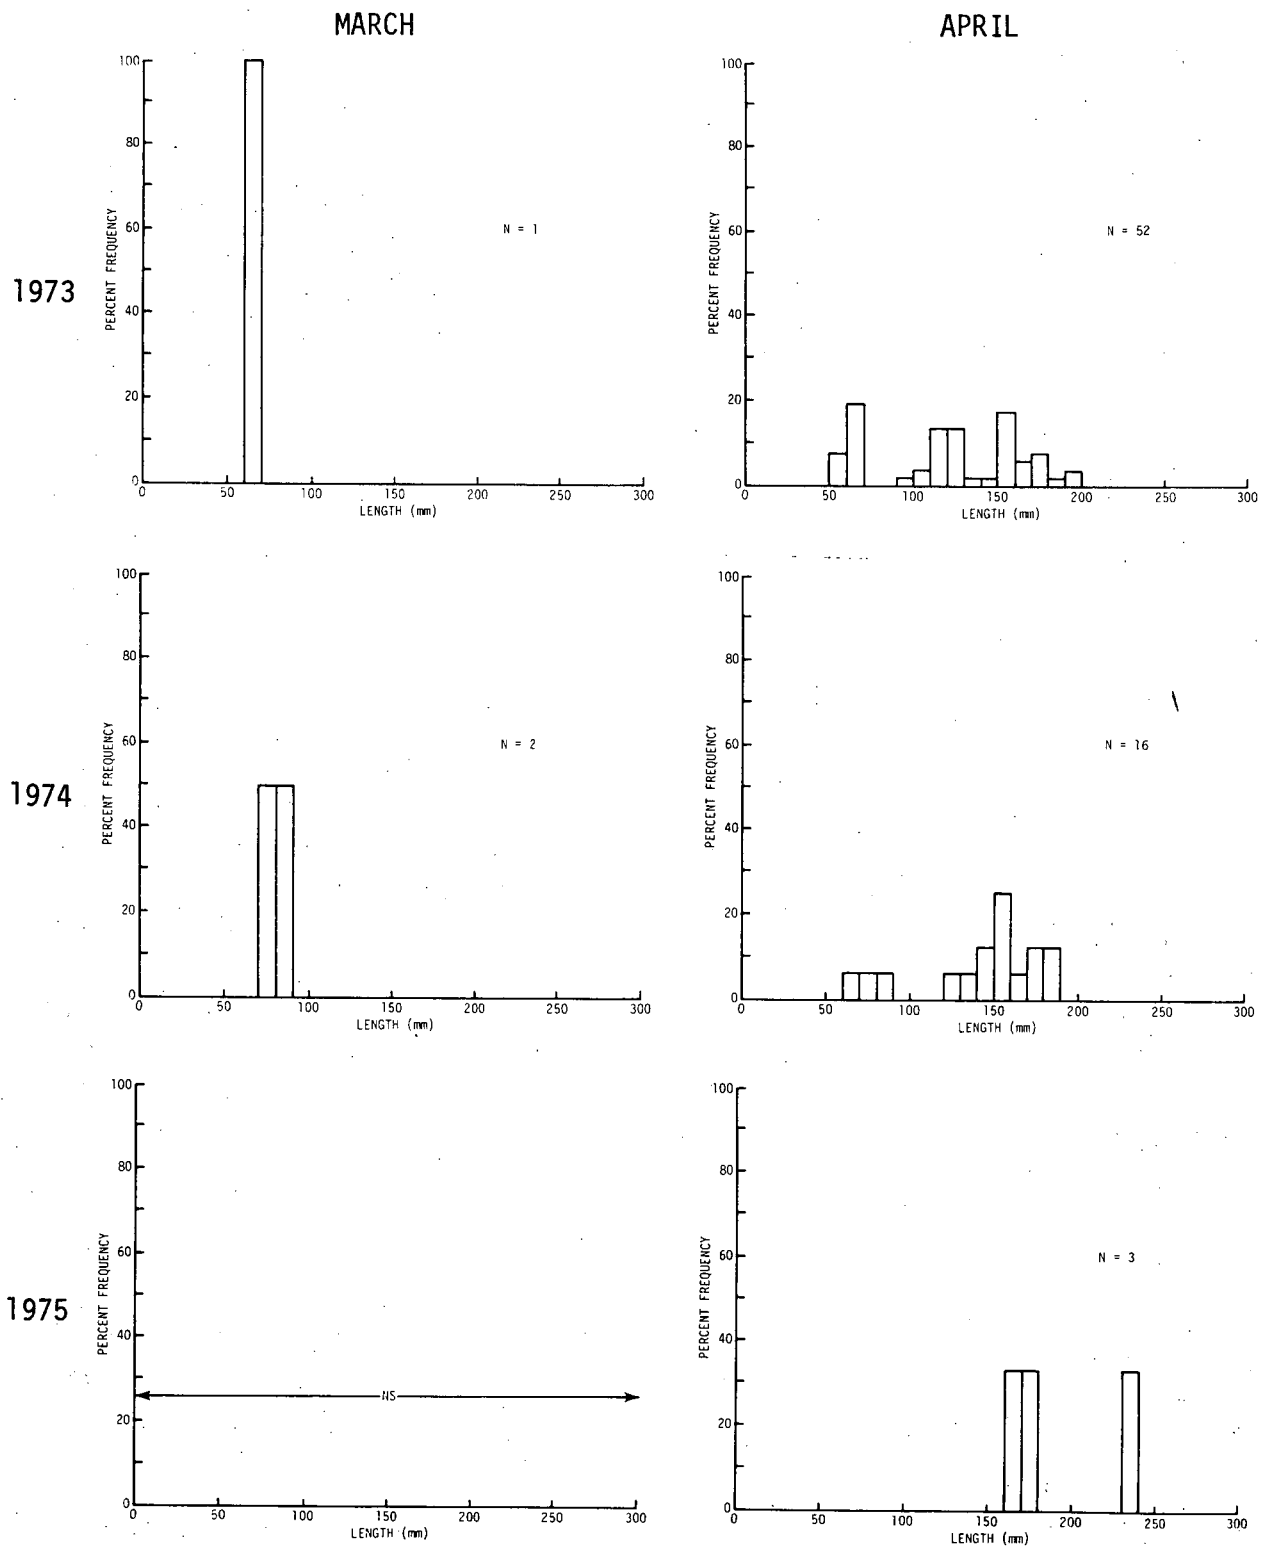 MARCH
APRIL
1973
PERCENT FREQUENCY
100
80
60
40
20
0
0 50 100 150 200 250 300
LENGTH (mm)
N = 1
PERCENT FREQUENCY
100
80
60
40
20
0
0 50 100 150 200 250 300
LENGTH (mm)
N = 52
1974
PERCENT FREQUENCY
100
80
60
40
20
0
0 50 100 150 200 250 300
LENGTH (mm)
N = 2
PERCENT FREQUENCY
100
80
60
40
20
0
0 50 100 150 200 250 300
LENGTH (mm)
N = 16
1975
PERCENT FREQUENCY
100
80
60
40
20
0
0 50 100 150 200 250 300
LENGTH (mm)
NS
PERCENT FREQUENCY
100
80
60
40
20
0
0 50 100 150 200 250 300
LENGTH (mm)
N = 3